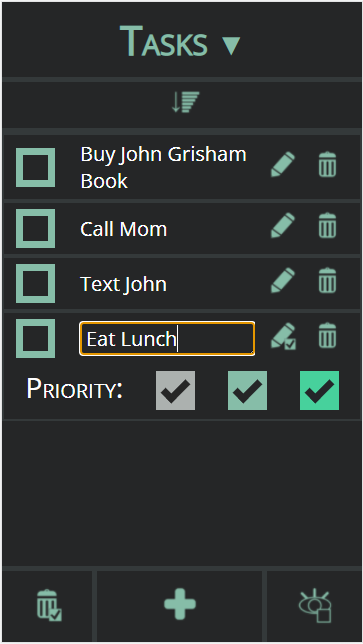 Tasks ▼
Buy John Grisham
Book
Call Mom
Text John
Eat Lunch
Priority: